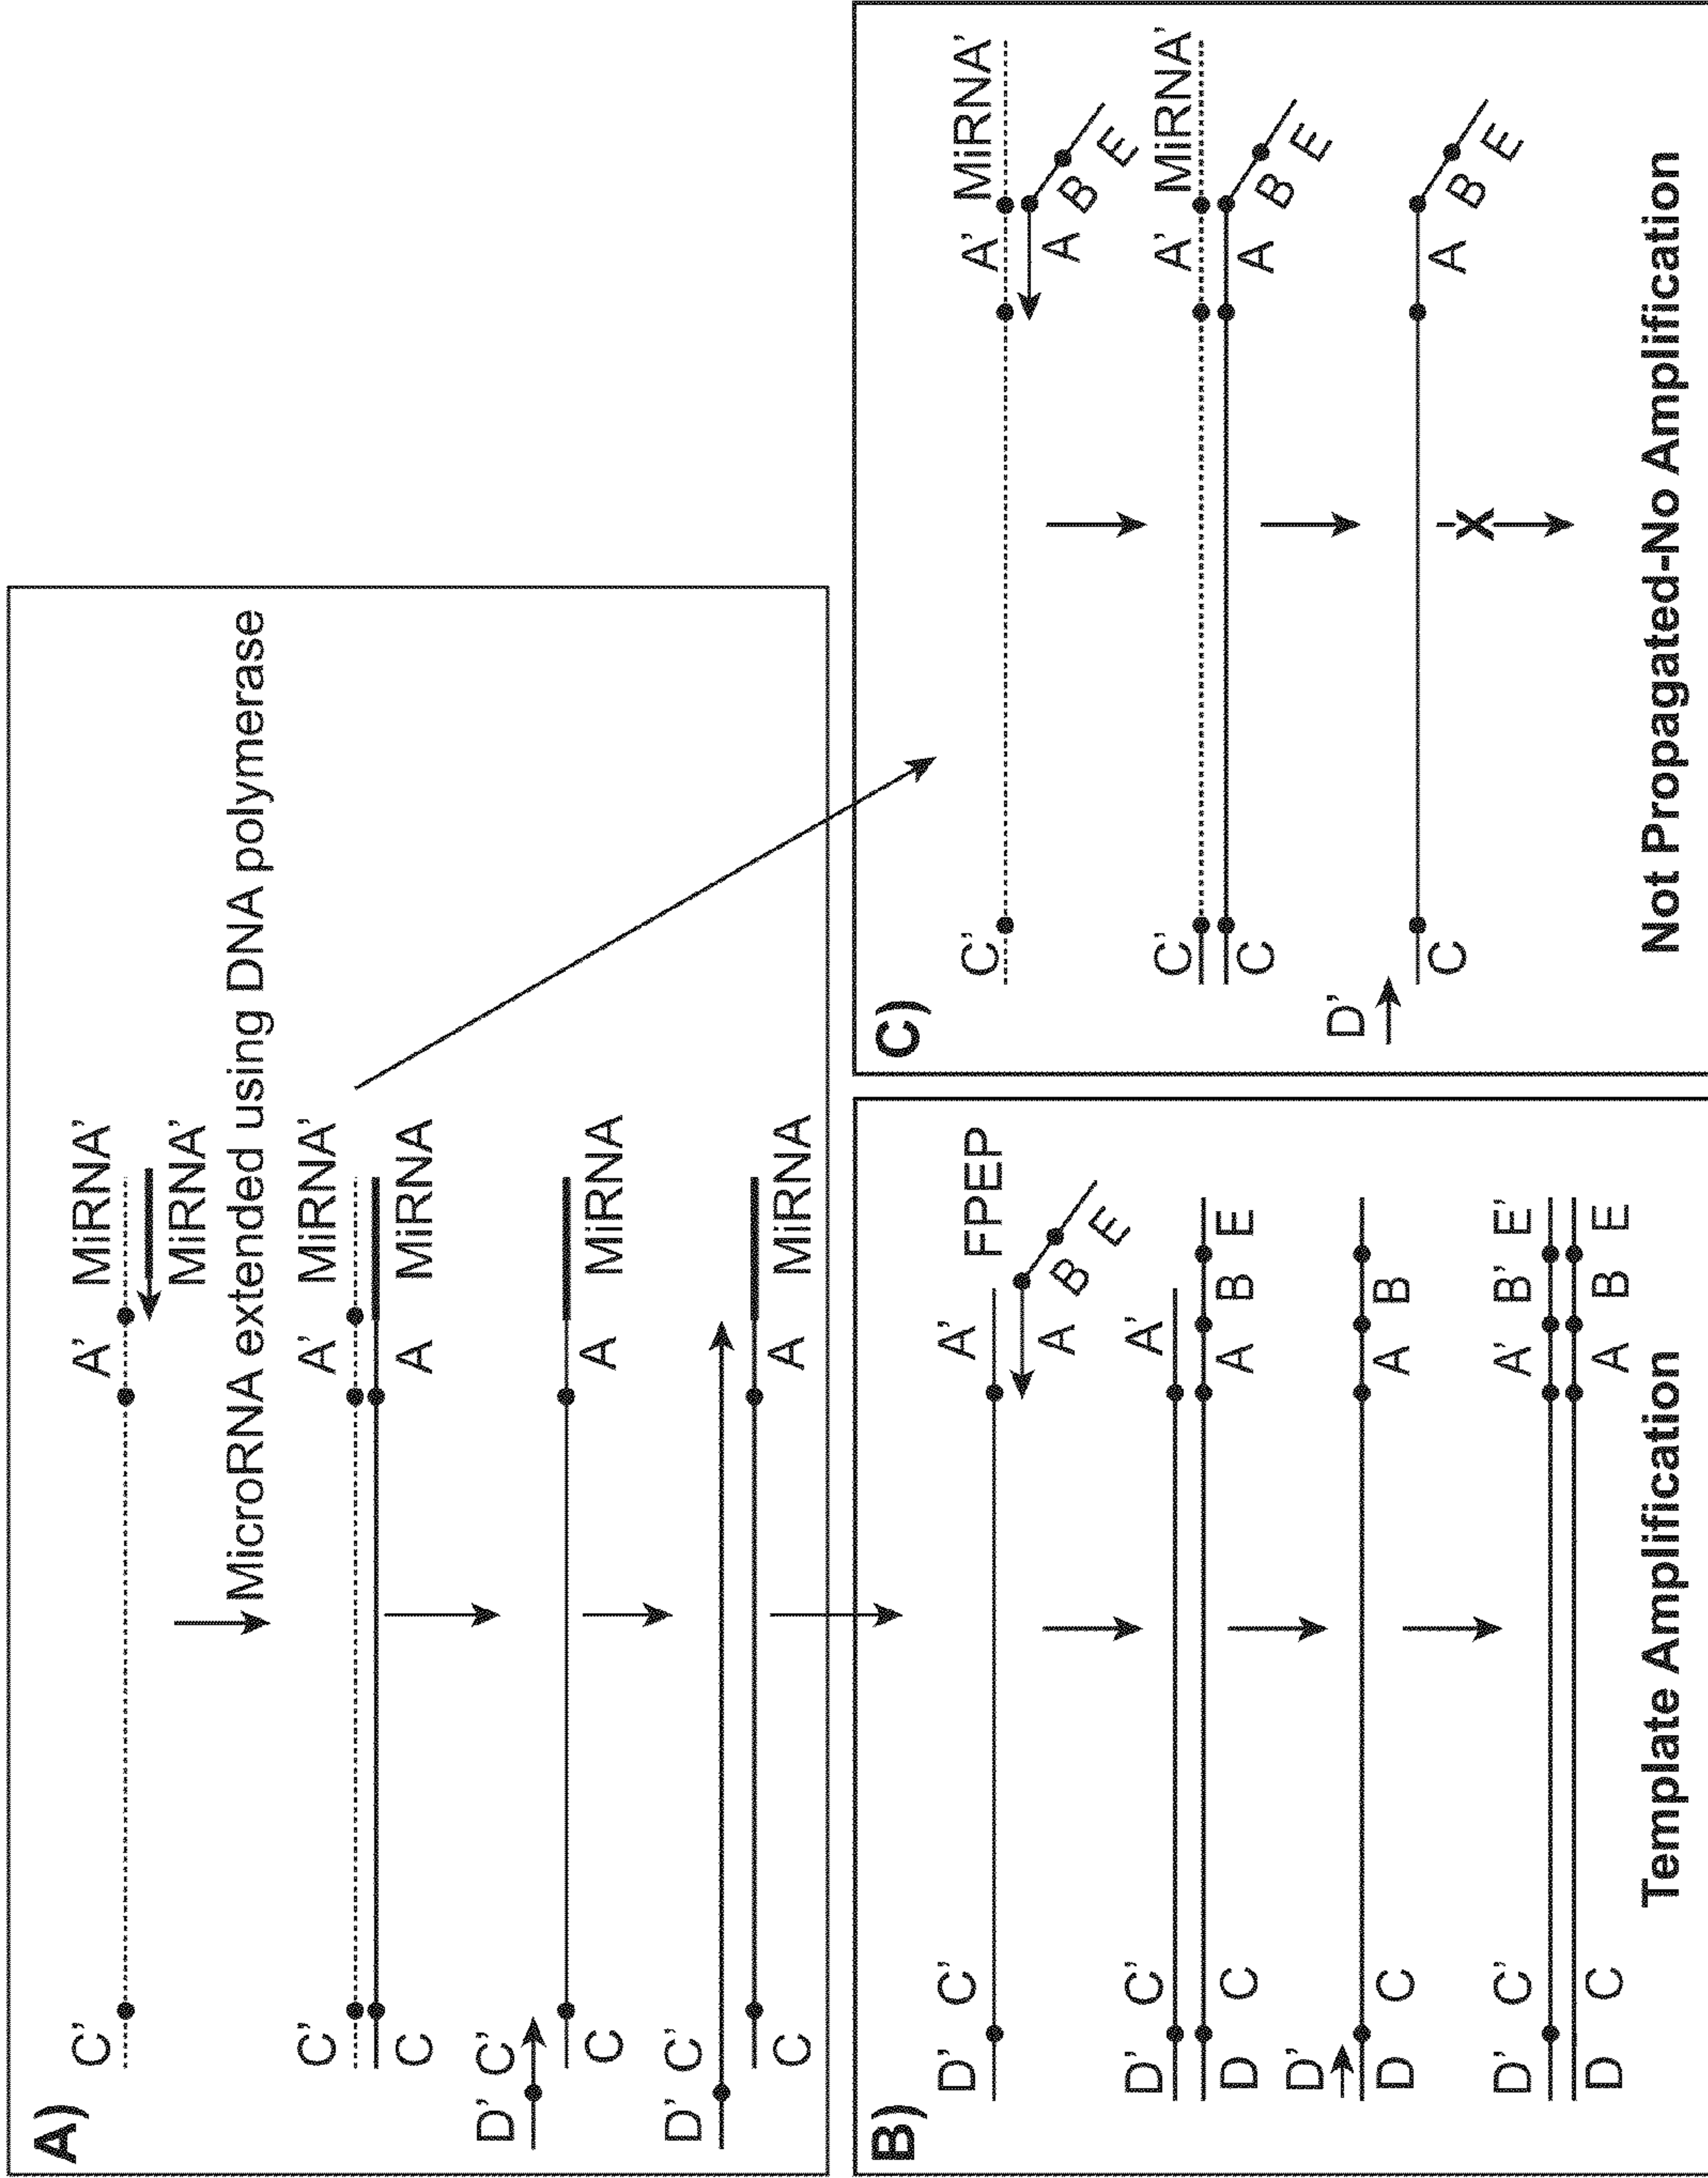 A)
C' A' MiRNA'
MiRNA'
MicroRNA extended using DNA polymerase
C' A' MiRNA'
C A MiRNA
D' C'
C A MiRNA
D' C'
C A MiRNA
B)
D' C' A' FPEP
A B E
D' C' A'
D C A B E
D'
D C A B
D' C' A' B' E'
D C A B E
Template Amplification
C)
C' A' MiRNA'
A B E
C' A' MiRNA'
C A B E
D'
C A B E
X
Not Propagated-No Amplification